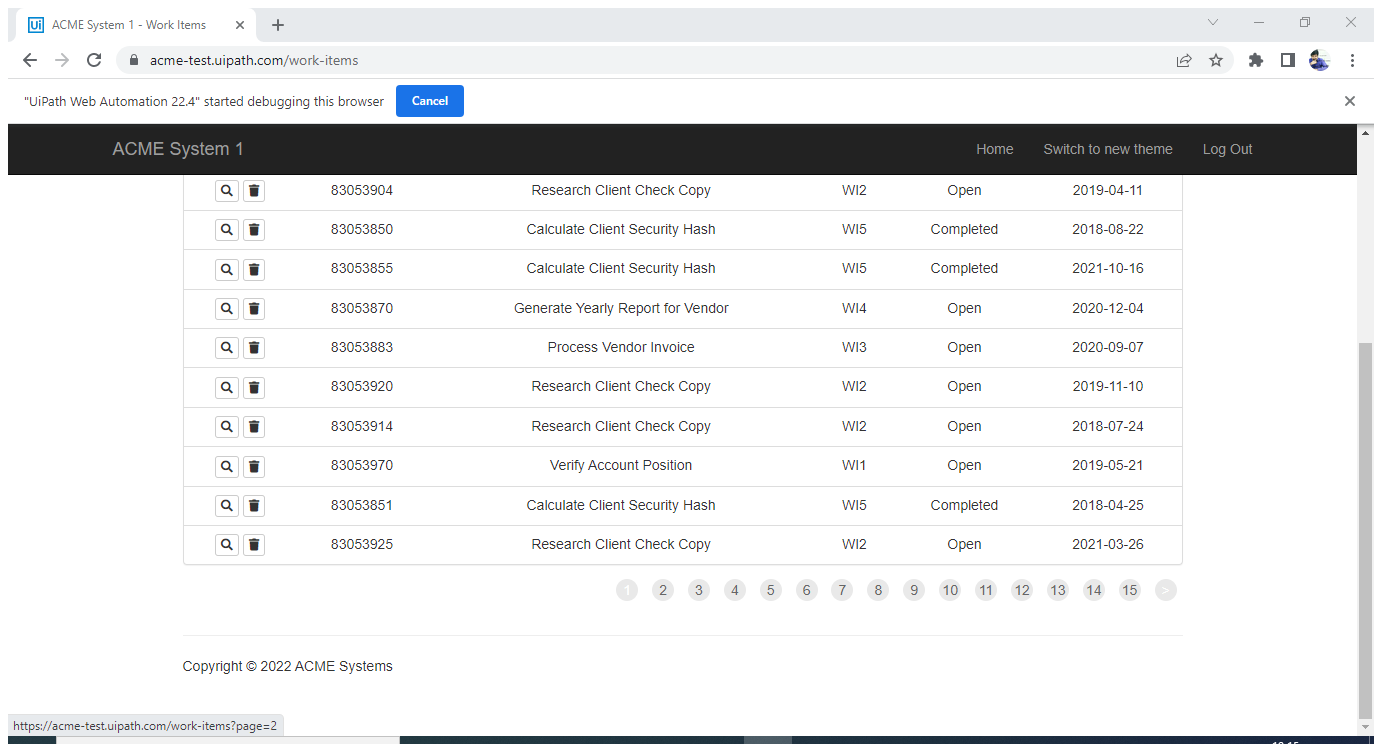 Ui ACME System 1 - Work Items
acme-test.uipath.com/work-items
"UiPath Web Automation 22.4" started debugging this browser Cancel
ACME System 1 Home Switch to new theme Log Out
83053904 Research Client Check Copy WI2 Open 2019-04-11
83053850 Calculate Client Security Hash WI5 Completed 2018-08-22
83053855 Calculate Client Security Hash WI5 Completed 2021-10-16
83053870 Generate Yearly Report for Vendor WI4 Open 2020-12-04
83053883 Process Vendor Invoice WI3 Open 2020-09-07
83053920 Research Client Check Copy WI2 Open 2019-11-10
83053914 Research Client Check Copy WI2 Open 2018-07-24
83053970 Verify Account Position WI1 Open 2019-05-21
83053851 Calculate Client Security Hash WI5 Completed 2018-04-25
83053925 Research Client Check Copy WI2 Open 2021-03-26
1 2 3 4 5 6 7 8 9 10 11 12 13 14 15 >
Copyright © 2022 ACME Systems
https://acme-test.uipath.com/work-items?page=2